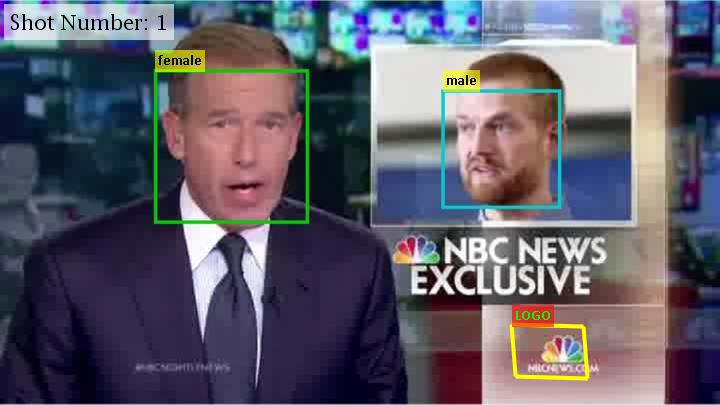 Shot Number: 1
female
male
NBC NEWS
EXCLUSIVE
LOGO
NBCNEWS.COM
#NBCNIGHTLYNEWS